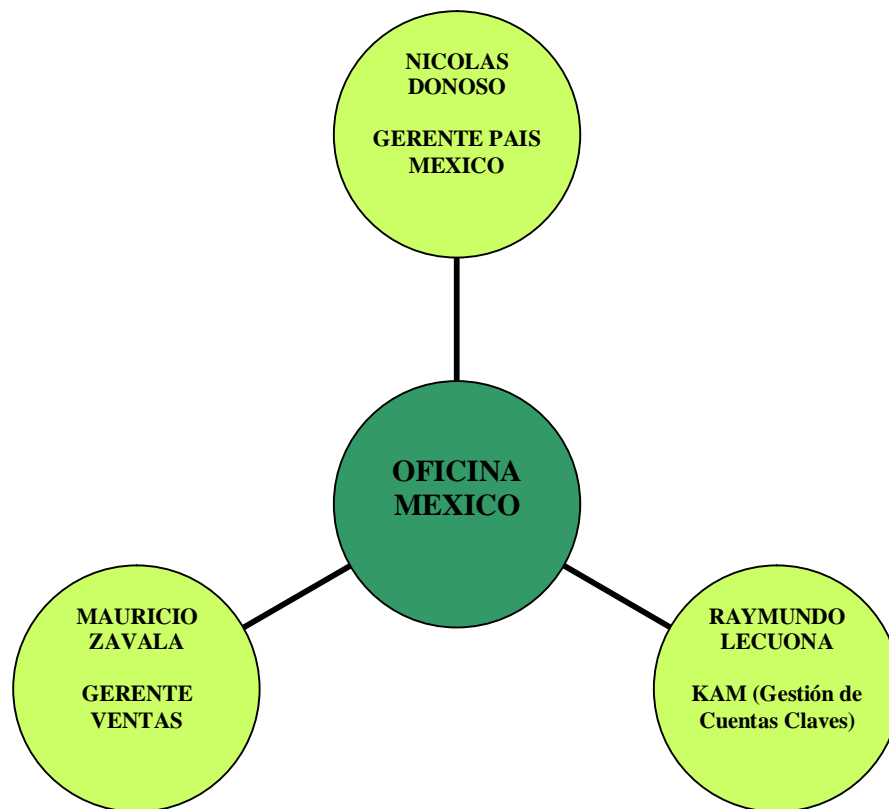 NICOLAS
DONOSO
GERENTE PAIS
MEXICO
OFICINA
MEXICO
MAURICIO
ZAVALA
GERENTE
VENTAS
RAYMUNDO
LECUONA
KAM (Gestión de
Cuentas Claves)